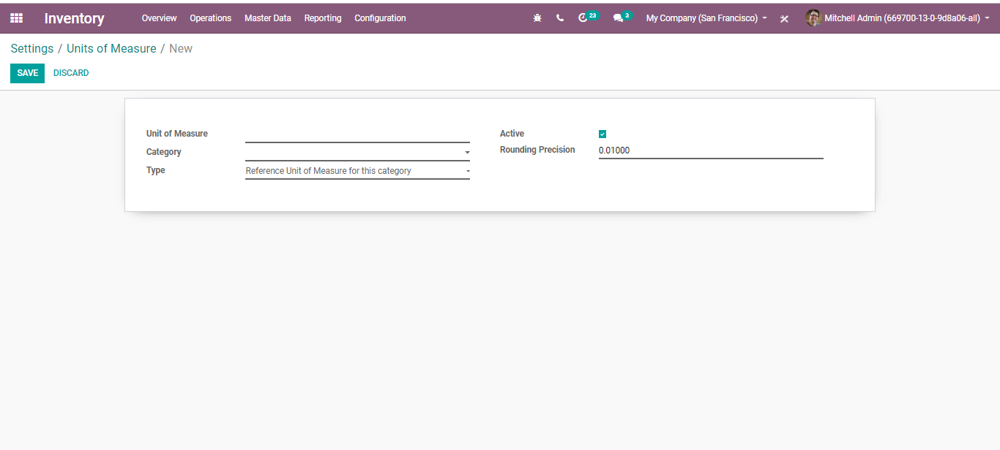 Inventory Overview Operations Master Data Reporting Configuration 23 3 My Company (San Francisco) Mitchell Admin (669700-13-0-9d8a06-all)
Settings / Units of Measure / New
SAVE DISCARD
Unit of Measure
Category
Type Reference Unit of Measure for this category
Active
Rounding Precision 0.01000